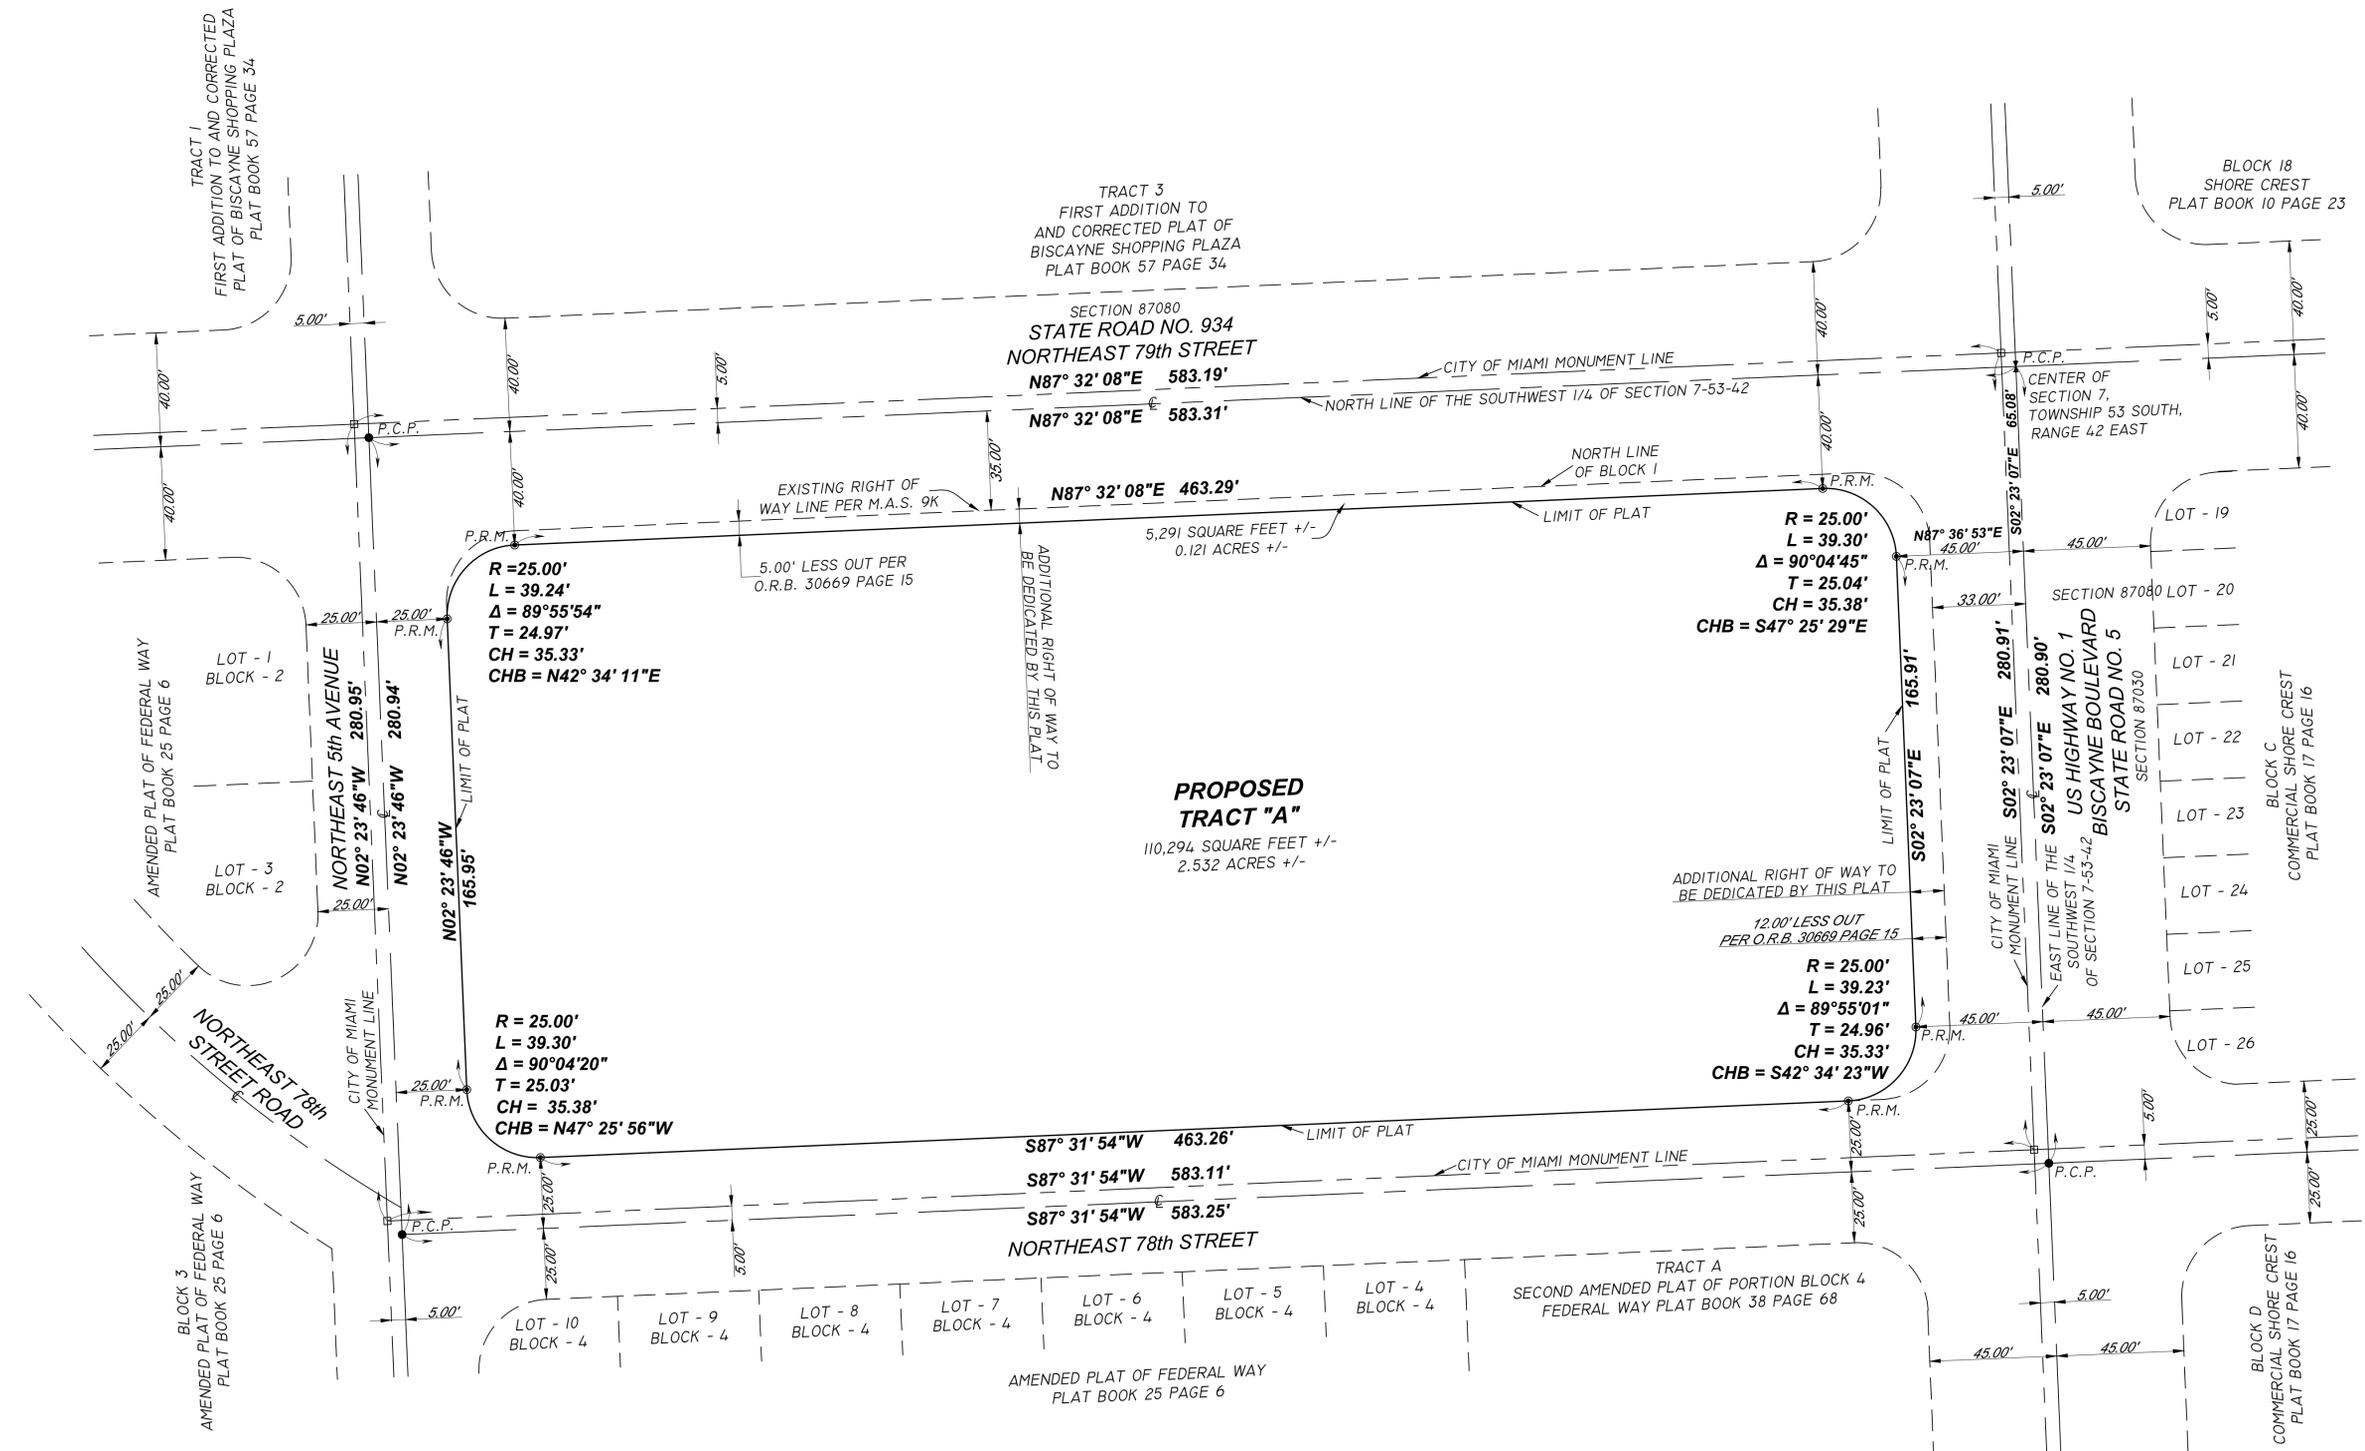 TRACT 1
FIRST ADDITION TO AND CORRECTED
PLAT OF BISCAYNE SHOPPING PLAZA
PLAT BOOK 57 PAGE 34
TRACT 3
FIRST ADDITION TO
AND CORRECTED PLAT OF
BISCAYNE SHOPPING PLAZA
PLAT BOOK 57 PAGE 34
BLOCK 18
SHORE CREST
PLAT BOOK 10 PAGE 23
5.00'
5.00'
SECTION 87080
STATE ROAD NO. 934
NORTHEAST 79th STREET
N87° 32' 08"E 583.19'
CITY OF MIAMI MONUMENT LINE
N87° 32' 08"E ℄ 583.31'
NORTH LINE OF THE SOUTHWEST 1/4 OF SECTION 7-53-42
40.00'
40.00'
40.00'
40.00'
5.00'
35.00'
40.00'
40.00'
5.00'
40.00'
40.00'
P.C.P.
P.C.P.
CENTER OF
SECTION 7,
TOWNSHIP 53 SOUTH,
RANGE 42 EAST
S02° 23' 07"E 65.08'
EXISTING RIGHT OF
WAY LINE PER M.A.S. 9K
N87° 32' 08"E 463.29'
NORTH LINE
OF BLOCK 1
P.R.M.
P.R.M.
5,291 SQUARE FEET +/-
0.121 ACRES +/-
LIMIT OF PLAT
5.00' LESS OUT PER
O.R.B. 30669 PAGE 15
ADDITIONAL RIGHT OF WAY TO
BE DEDICATED BY THIS PLAT
R =25.00'
L = 39.24'
Δ = 89°55'54"
T = 24.97'
CH = 35.33'
CHB = N42° 34' 11"E
R = 25.00'
L = 39.30'
Δ = 90°04'45"
T = 25.04'
CH = 35.38'
CHB = S47° 25' 29"E
N87° 36' 53"E
45.00'
45.00'
P.R.M.
33.00'
SECTION 87080
25.00'
25.00'
P.R.M.
LOT - 1
BLOCK - 2
LOT - 3
BLOCK - 2
AMENDED PLAT OF FEDERAL WAY
PLAT BOOK 25 PAGE 6
NORTHEAST 5th AVENUE
N02° 23' 46"W 280.95'
N02° 23' 46"W ℄ 280.94'
LIMIT OF PLAT
N02° 23' 46"W
165.95'
25.00'
PROPOSED
TRACT "A"
110,294 SQUARE FEET +/-
2.532 ACRES +/-
165.91'
S02° 23' 07"E
LIMIT OF PLAT
ADDITIONAL RIGHT OF WAY TO
BE DEDICATED BY THIS PLAT
12.00' LESS OUT
PER O.R.B. 30669 PAGE 15
S02° 23' 07"E 280.91'
S02° 23' 07"E ℄ 280.90'
CITY OF MIAMI
MONUMENT LINE
EAST LINE OF THE
SOUTHWEST 1/4
OF SECTION 7-53-42
US HIGHWAY NO. 1
BISCAYNE BOULEVARD
STATE ROAD NO. 5
SECTION 87030
LOT - 19
LOT - 20
LOT - 21
LOT - 22
LOT - 23
LOT - 24
LOT - 25
LOT - 26
BLOCK C
COMMERCIAL SHORE CREST
PLAT BOOK 17 PAGE 16
25.00'
25.00'
NORTHEAST 78th
STREET ROAD
℄
CITY OF MIAMI
MONUMENT LINE
25.00'
P.R.M.
R = 25.00'
L = 39.30'
Δ = 90°04'20"
T = 25.03'
CH = 35.38'
CHB = N47° 25' 56"W
R = 25.00'
L = 39.23'
Δ = 89°55'01"
T = 24.96'
CH = 35.33'
CHB = S42° 34' 23"W
45.00'
45.00'
P.R.M.
P.R.M.
P.R.M.
S87° 31' 54"W 463.26'
LIMIT OF PLAT
S87° 31' 54"W 583.11'
CITY OF MIAMI MONUMENT LINE
℄
S87° 31' 54"W 583.25'
NORTHEAST 78th STREET
P.C.P.
P.C.P.
25.00'
25.00'
5.00'
25.00'
25.00'
5.00'
25.00'
25.00'
5.00'
5.00'
45.00'
45.00'
BLOCK 3
AMENDED PLAT OF FEDERAL WAY
PLAT BOOK 25 PAGE 6
LOT - 10
BLOCK - 4
LOT - 9
BLOCK - 4
LOT - 8
BLOCK - 4
LOT - 7
BLOCK - 4
LOT - 6
BLOCK - 4
LOT - 5
BLOCK - 4
LOT - 4
BLOCK - 4
TRACT A
SECOND AMENDED PLAT OF PORTION BLOCK 4
FEDERAL WAY PLAT BOOK 38 PAGE 68
AMENDED PLAT OF FEDERAL WAY
PLAT BOOK 25 PAGE 6
BLOCK D
COMMERCIAL SHORE CREST
PLAT BOOK 17 PAGE 16